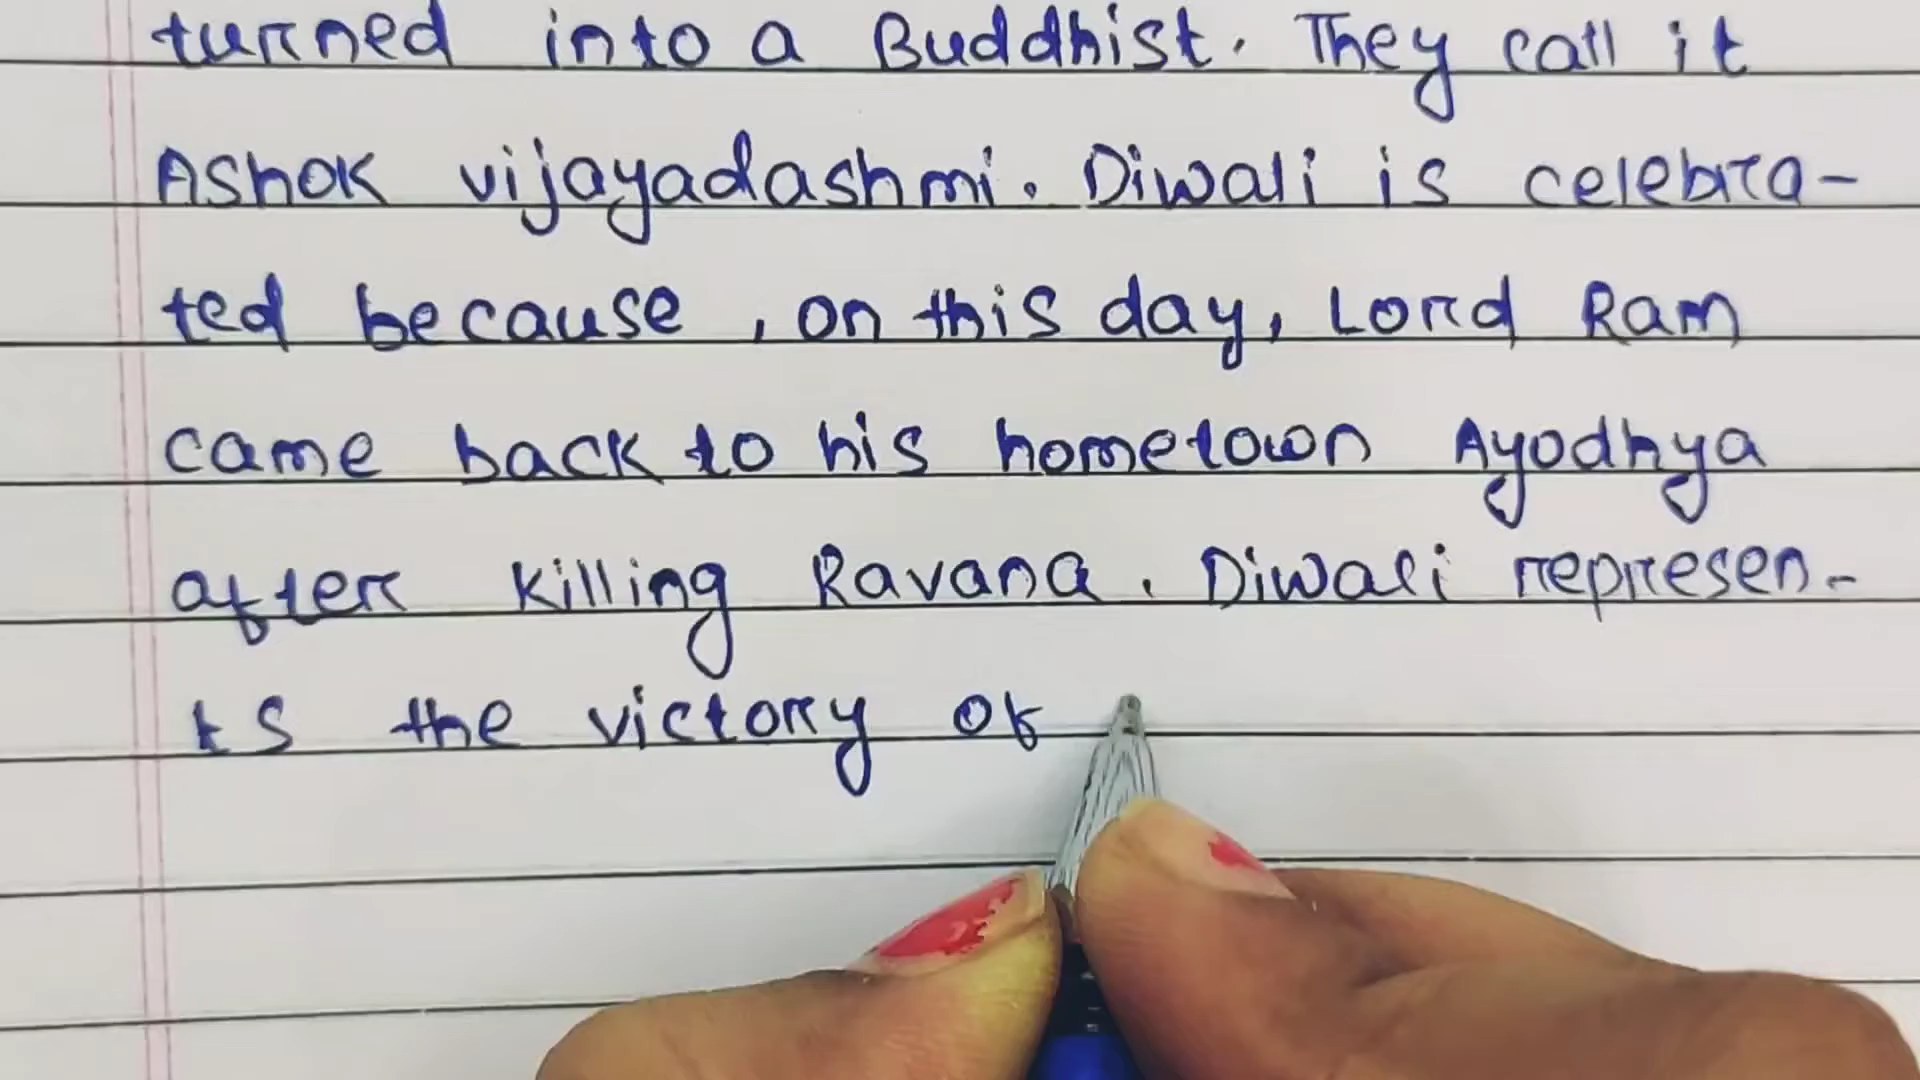 turned into a Buddhist. They call it
Ashok vijayadashmi. Diwali is celebra-
ted because, on this day, Lord Ram
came back to his hometown Ayodhya
after killing Ravana. Diwali represen-
ts the victory of